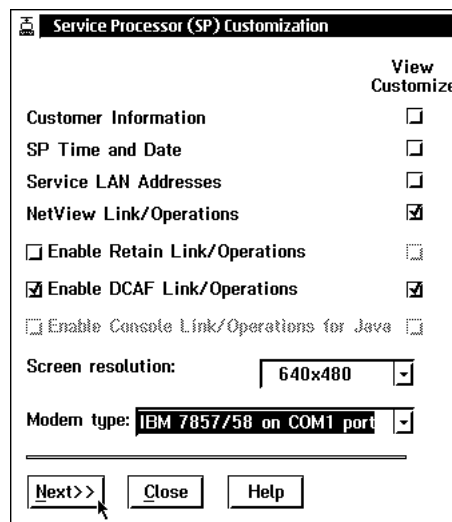 Service Processor (SP) Customization
View
Customize
Customer Information
SP Time and Date
Service LAN Addresses
NetView Link/Operations
Enable Retain Link/Operations
Enable DCAF Link/Operations
Enable Console Link/Operations for Java
Screen resolution: 640x480
Modem type: IBM 7857/58 on COM1 port
Next>> Close Help